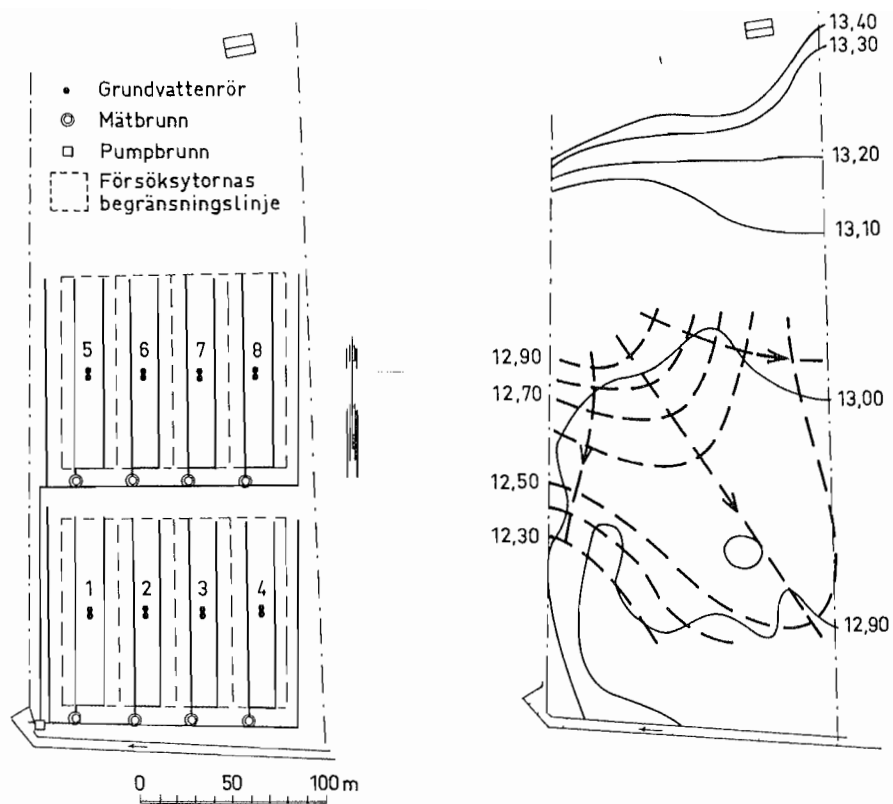 Grundvattenrör
Mätbrunn
Pumpbrunn
Försöksytornas
begränsningslinje
5 6 7 8
1 2 3 4
0 50 100 m
13,40
13,30
13,20
13,10
12,90
12,70
13,00
12,50
12,30
12,90